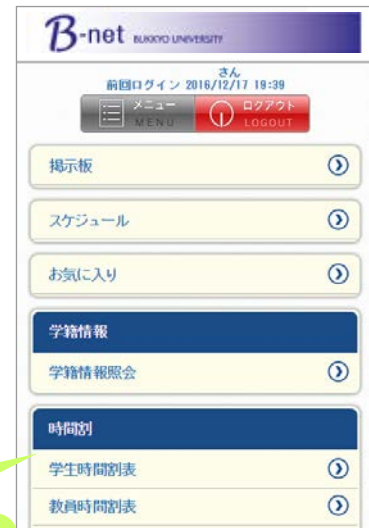 B-net BUKKYO UNIVERSITY
さん
前回ログイン 2016/12/17 19:39
メニュー
MENU
ログアウト
LOGOUT
掲示板
スケジュール
お気に入り
学籍情報
学籍情報照会
時間割
学生時間割表
教員時間割表